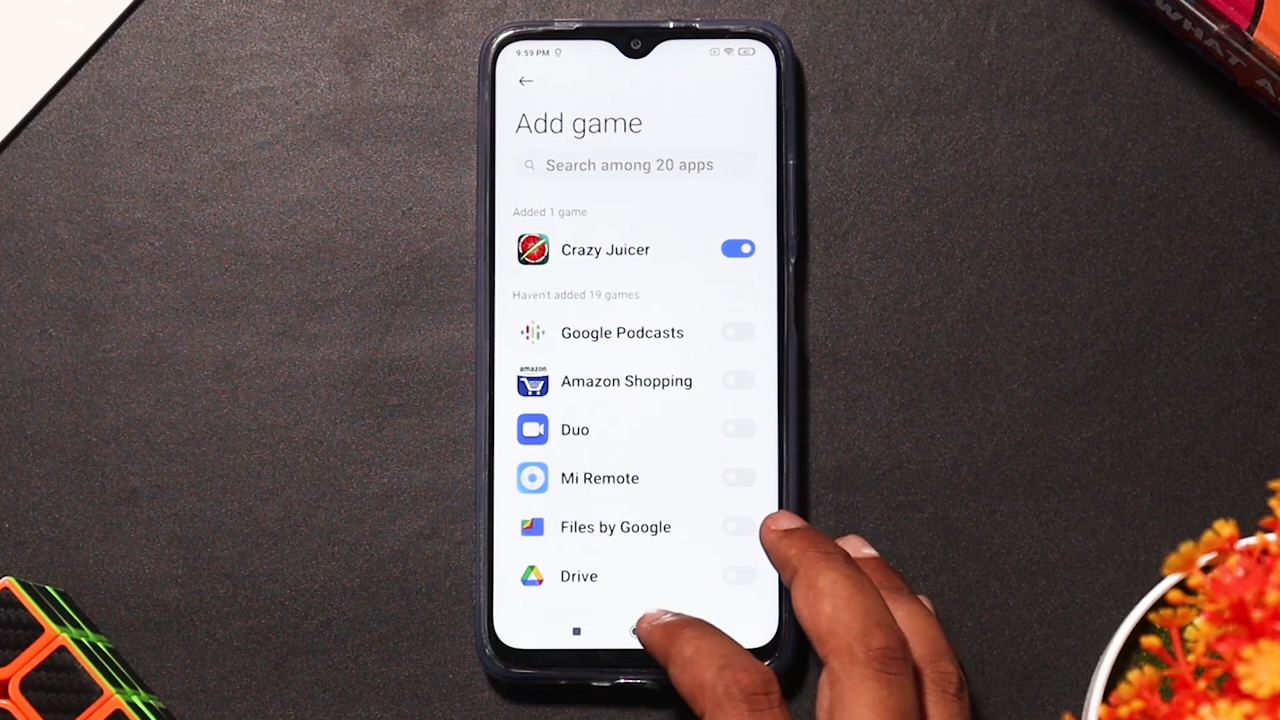 9:59 PM
Add game
Search among 20 apps
Added 1 game
Crazy Juicer
Haven't added 19 games
Google Podcasts
amazon
Amazon Shopping
Duo
Mi Remote
Files by Google
Drive
WHAT A